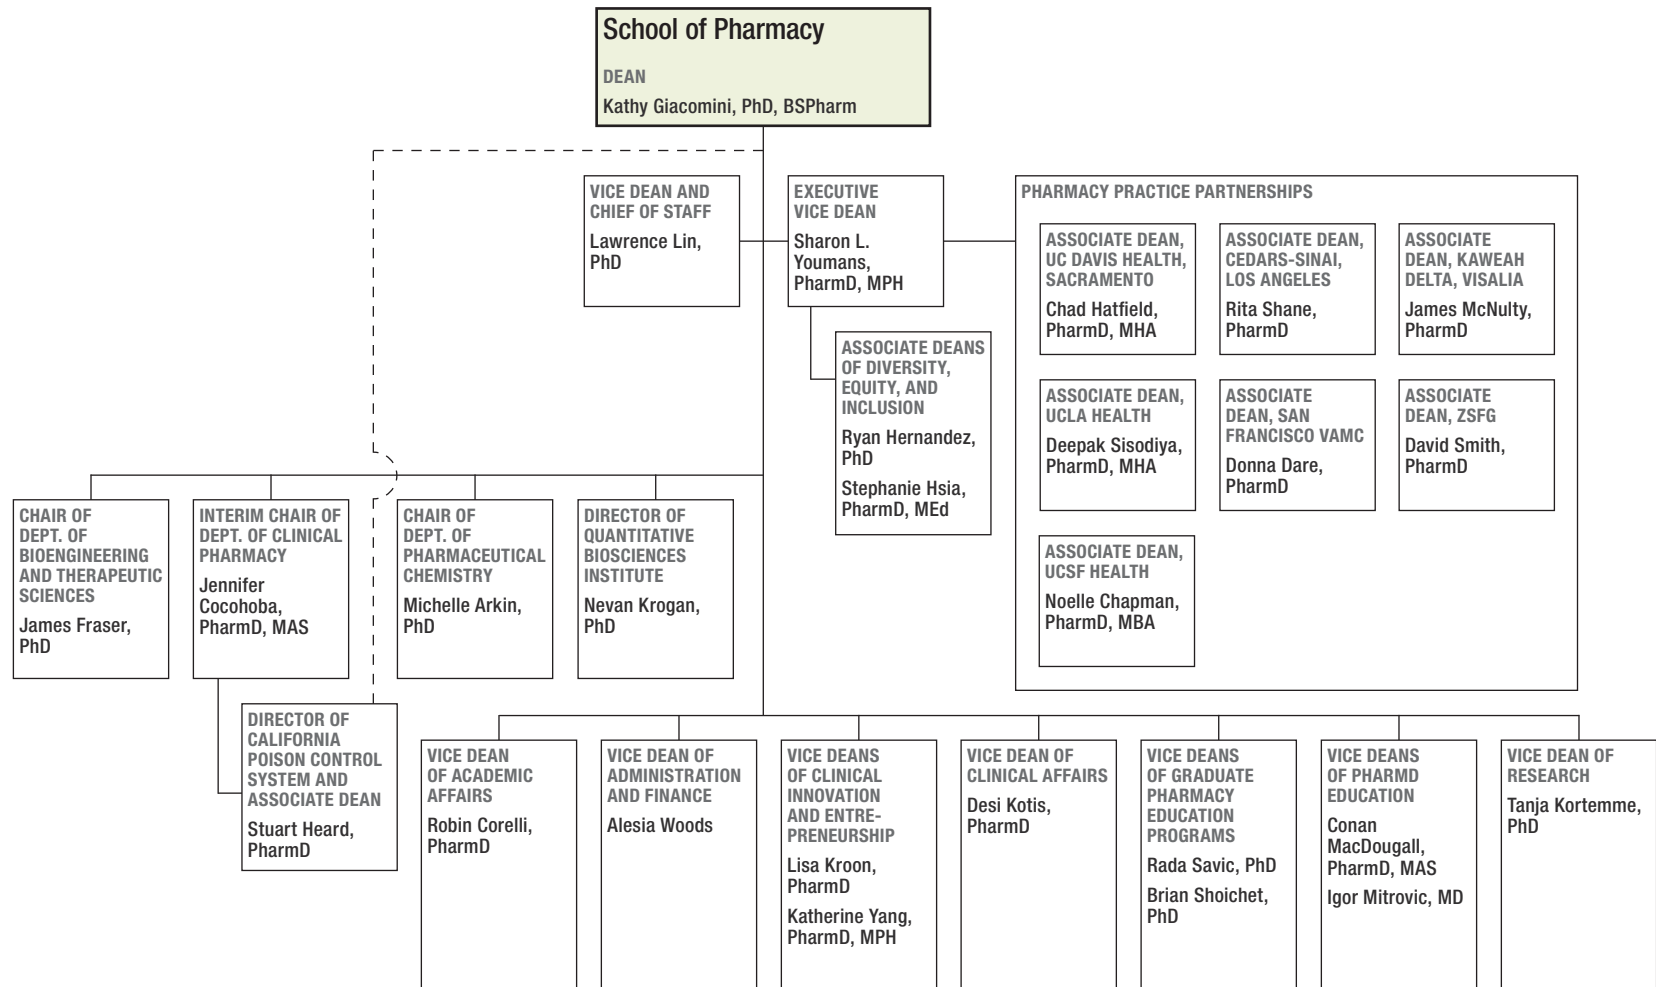 School of Pharmacy
DEAN
Kathy Giacomini, PhD, BSPharm
VICE DEAN AND
CHIEF OF STAFF
Lawrence Lin,
PhD
EXECUTIVE
VICE DEAN
Sharon L.
Youmans,
PharmD, MPH
PHARMACY PRACTICE PARTNERSHIPS
ASSOCIATE DEAN,
UC DAVIS HEALTH,
SACRAMENTO
Chad Hatfield,
PharmD, MHA
ASSOCIATE DEAN,
CEDARS-SINAI,
LOS ANGELES
Rita Shane,
PharmD
ASSOCIATE
DEAN, KAWEAH
DELTA, VISALIA
James McNulty,
PharmD
ASSOCIATE DEANS
OF DIVERSITY,
EQUITY, AND
INCLUSION
Ryan Hernandez,
PhD
Stephanie Hsia,
PharmD, MEd
ASSOCIATE DEAN,
UCLA HEALTH
Deepak Sisodiya,
PharmD, MHA
ASSOCIATE
DEAN, SAN
FRANCISCO VAMC
Donna Dare,
PharmD
ASSOCIATE
DEAN, ZSFG
David Smith,
PharmD
ASSOCIATE DEAN,
UCSF HEALTH
Noelle Chapman,
PharmD, MBA
CHAIR OF
DEPT. OF
BIOENGINEERING
AND THERAPEUTIC
SCIENCES
James Fraser,
PhD
INTERIM CHAIR OF
DEPT. OF CLINICAL
PHARMACY
Jennifer
Cocohoba,
PharmD, MAS
CHAIR OF
DEPT. OF
PHARMACEUTICAL
CHEMISTRY
Michelle Arkin,
PhD
DIRECTOR OF
QUANTITATIVE
BIOSCIENCES
INSTITUTE
Nevan Krogan,
PhD
DIRECTOR OF
CALIFORNIA
POISON CONTROL
SYSTEM AND
ASSOCIATE DEAN
Stuart Heard,
PharmD
VICE DEAN
OF ACADEMIC
AFFAIRS
Robin Corelli,
PharmD
VICE DEAN OF
ADMINISTRATION
AND FINANCE
Alesia Woods
VICE DEANS
OF CLINICAL
INNOVATION
AND ENTRE-
PRENEURSHIP
Lisa Kroon,
PharmD
Katherine Yang,
PharmD, MPH
VICE DEAN OF
CLINICAL AFFAIRS
Desi Kotis,
PharmD
VICE DEANS
OF GRADUATE
PHARMACY
EDUCATION
PROGRAMS
Rada Savic, PhD
Brian Shoichet,
PhD
VICE DEANS
OF PHARMD
EDUCATION
Conan
MacDougall,
PharmD, MAS
Igor Mitrovic, MD
VICE DEAN OF
RESEARCH
Tanja Kortemme,
PhD